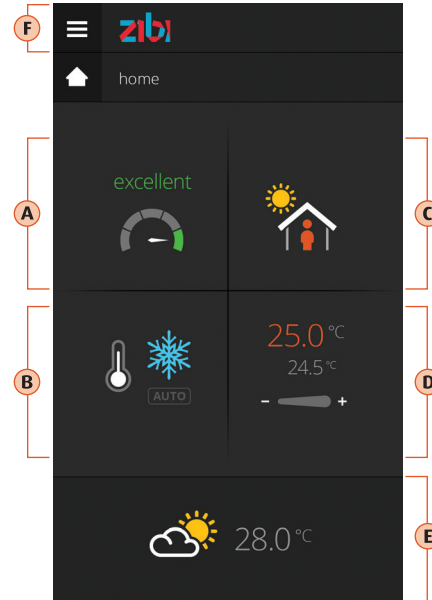 F
zibi
home
A
excellent
C
B
AUTO
25.0 °C
24.5 °C
- +
D
28.0 °C
E